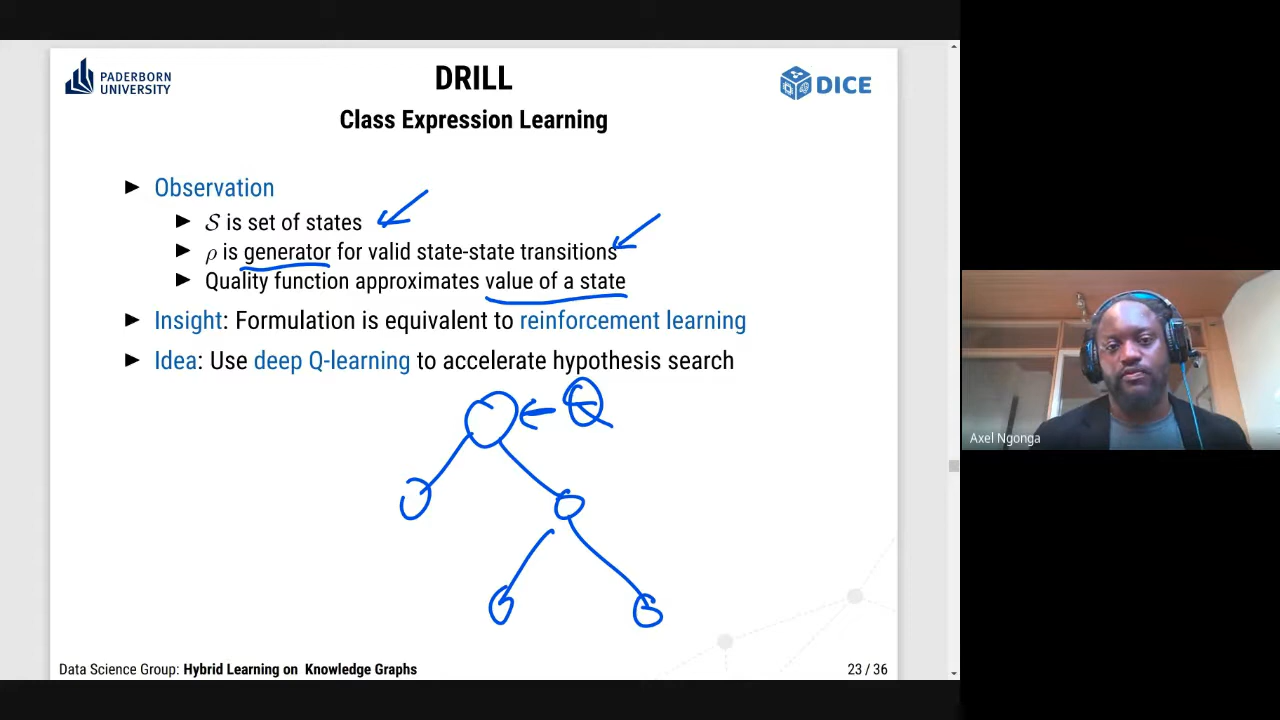 PADERBORN
UNIVERSITY
DRILL
DICE
Class Expression Learning
► Observation
► 𝒮 is set of states
► ρ is generator for valid state-state transitions
► Quality function approximates value of a state
► Insight: Formulation is equivalent to reinforcement learning
► Idea: Use deep Q-learning to accelerate hypothesis search
Q
Axel Ngonga
Data Science Group: Hybrid Learning on Knowledge Graphs
23 / 36